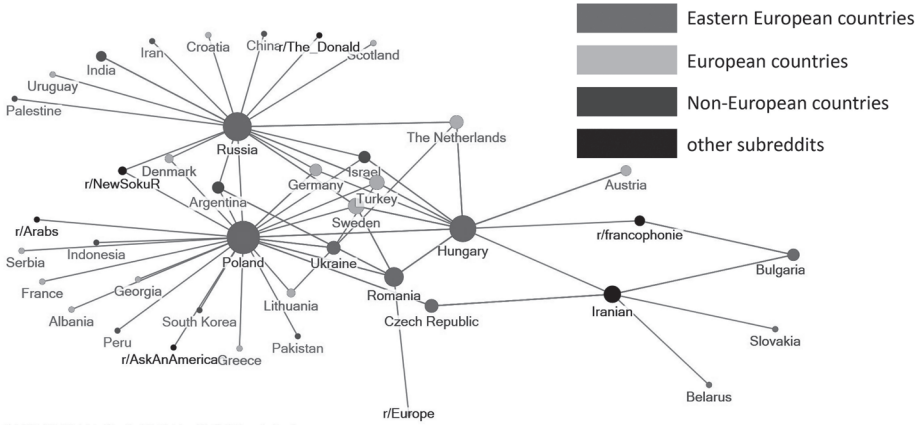 Eastern European countries
European countries
Non-European countries
other subreddits
Iran
Croatia
China
r/The_Donald
Scotland
India
Uruguay
Palestine
Russia
The Netherlands
Denmark
r/NewSokuR
Argentina
Germany
Israel
Turkey
Austria
Sweden
r/Arabs
Serbia
Indonesia
Poland
Ukraine
Hungary
r/francophonie
Bulgaria
France
Georgia
Lithuania
Romania
Albania
South Korea
Czech Republic
Iranian
Peru
r/AskAnAmerica
Greece
Pakistan
Slovakia
Belarus
r/Europe